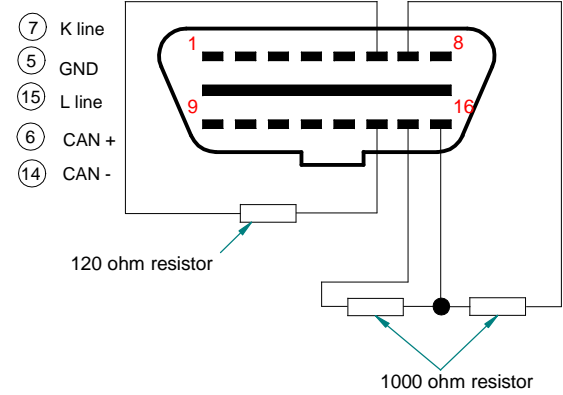 7 K line
5 GND
15 L line
6 CAN +
14 CAN -
1
8
9
16
120 ohm resistor
1000 ohm resistor